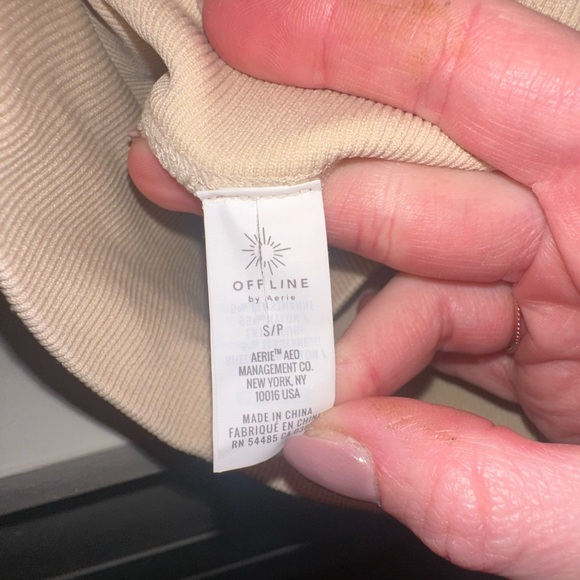 OFFLINE
by Aerie
S/P
AERIE™ AEO
MANAGEMENT CO.
NEW YORK, NY
10016 USA
MADE IN CHINA
FABRIQUÉ EN CHINE
RN 54485 CA